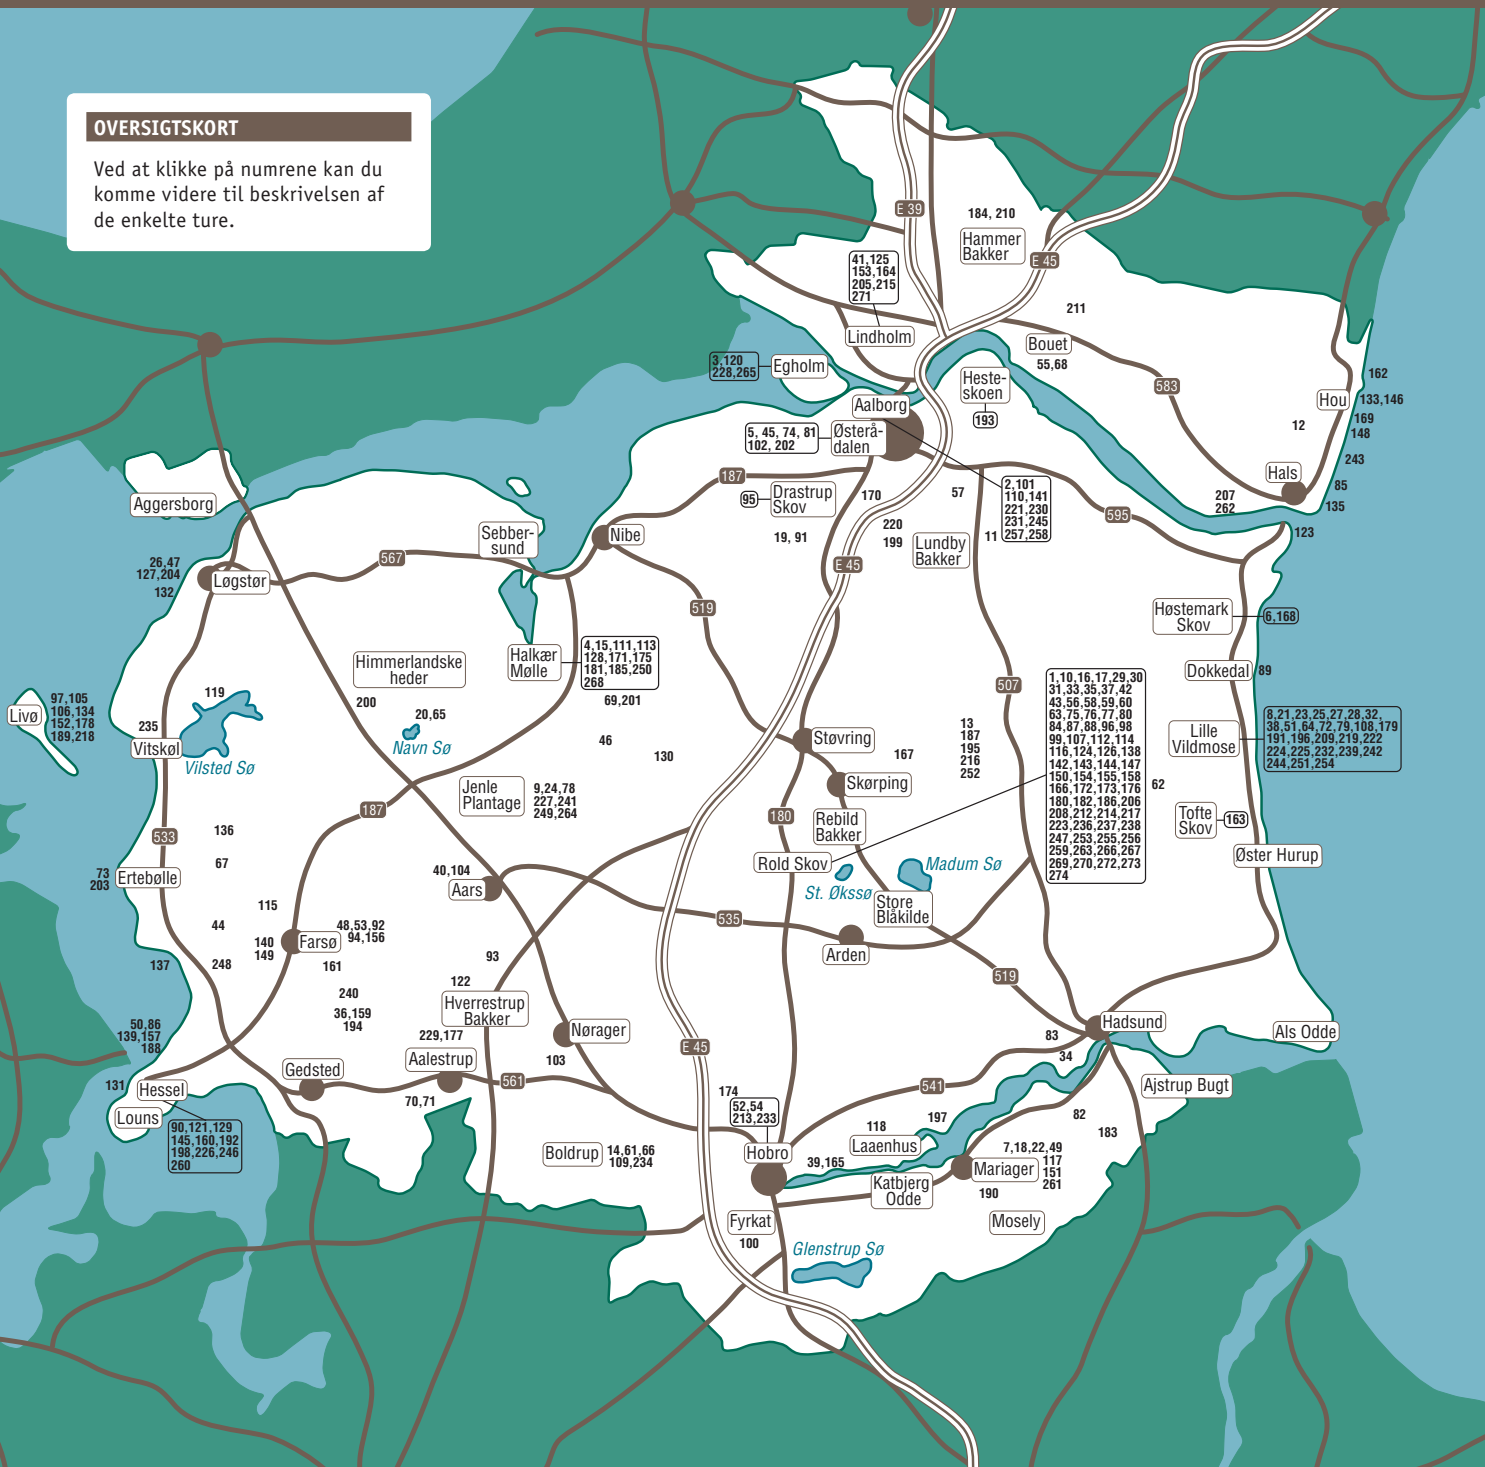 OVERSIGTSKORT
Ved at klikke på numrene kan du
komme videre til beskrivelsen af
de enkelte ture.
E 39
184, 210
Hammer
Bakker
E 45
41,125
153,164
205,215
271
Lindholm
211
Bouet
55,68
583
3,120
228,265
Egholm
Heste-
skoen
193
162
Hou
133,146
169
148
12
243
Hals
85
135
207
262
123
Aalborg
5, 45, 74, 81
102, 202
Østerå-
dalen
187
95
Drastrup
Skov
170
57
2,101
110,141
221,230
231,245
257,258
595
19, 91
220
199
Lundby
Bakker
11
E 45
Aggersborg
Sebber-
sund
Nibe
567
26,47
127,204
132
Løgstør
519
Høstemark
Skov
6,168
Halkær
Mølle
4,15,111,113
128,171,175
181,185,250
268
69,201
Himmerlandske
heder
200
20,65
Navn Sø
119
Vilsted Sø
Livø
97,105
106,134
152,178
189,218
235
Vitskøl
46
130
Dokkedal
89
507
1,10,16,17,29,30
31,33,35,37,42
43,56,58,59,60
63,75,76,77,80
84,87,88,96,98
99,107,112,114
116,124,126,138
142,143,144,147
150,154,155,158
166,172,173,176
180,182,186,206
208,212,214,217
223,236,237,238
247,253,255,256
259,263,266,267
269,270,272,273
274
Lille
Vildmose
8,21,23,25,27,28,32,
38,51,64,72,79,108,179
191,196,209,219,222
224,225,232,239,242
244,251,254
Støvring
167
13
187
195
216
252
62
Skørping
Jenle
Plantage
9,24,78
227,241
249,264
187
180
Rebild
Bakker
Tofte
Skov
163
533
136
67
Rold Skov
Madum Sø
St. Økssø
Øster Hurup
73
203
Ertebølle
40,104
Aars
Store
Blåkilde
115
44
535
48,53,92
94,156
140
149
Farsø
Arden
137
248
161
93
519
122
240
36,159
194
Hverrestrup
Bakker
Nørager
Hadsund
83
Als Odde
50,86
139,157
188
229,177
Aalestrup
103
E 45
34
131
Hessel
Gedsted
561
541
Ajstrup Bugt
70,71
174
52,54
213,233
Louns
90,121,129
145,160,192
198,226,246
260
118
197
82
183
Laaenhus
Boldrup
14,61,66
109,234
Hobro
39,165
7,18,22,49
117
151
261
Mariager
190
Katbjerg
Odde
Mosely
Fyrkat
100
Glenstrup Sø